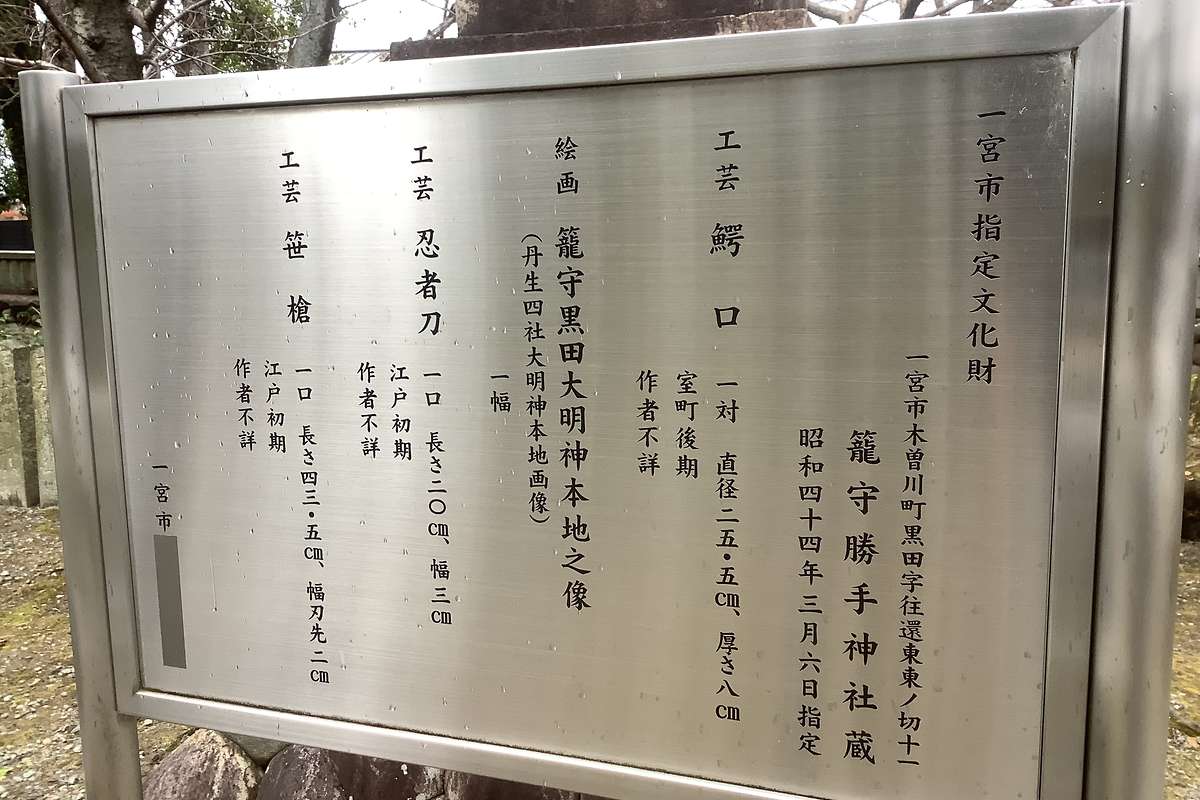 一宮市指定文化財
一宮市木曽川町黒田字往還東東ノ切十一
籠守勝手神社蔵
昭和四十四年三月六日指定
工芸 鰐口 一対 直径二五・五㎝、厚さ八㎝
室町後期
作者不詳
絵画 籠守黒田大明神本地之像
(丹生四社大明神本地画像)
一幅
工芸 忍者刀 一口 長さ二〇㎝、幅三㎝
江戸初期
作者不詳
工芸 笹槍 一口 長さ四三・五㎝、幅刃先二㎝
江戸初期
作者不詳
一宮市